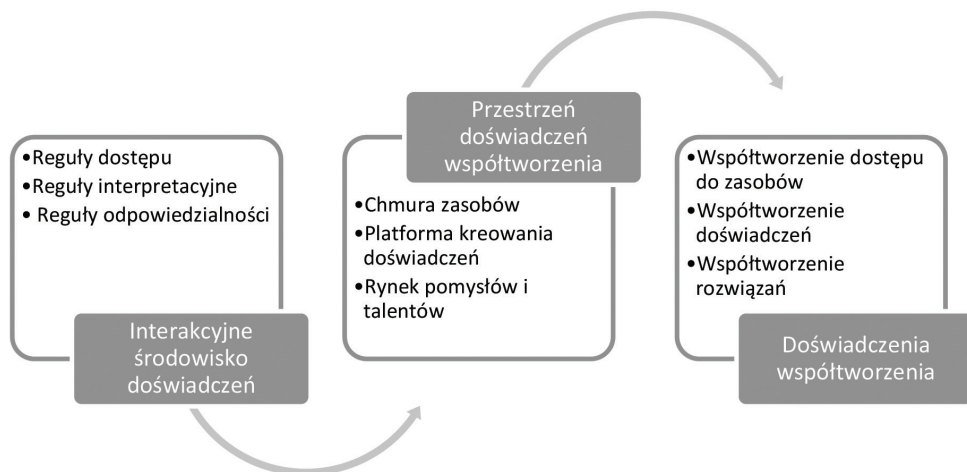 •Reguły dostępu
•Reguły interpretacyjne
• Reguły odpowiedzialności
Interakcyjne
środowisko
doświadczeń
Przestrzeń
doświadczeń
współtworzenia
•Chmura zasobów
•Platforma kreowania
doświadczeń
•Rynek pomysłów i
talentów
•Współtworzenie dostępu
do zasobów
•Współtworzenie
doświadczeń
•Współtworzenie
rozwiązań
Doświadczenia
współtworzenia